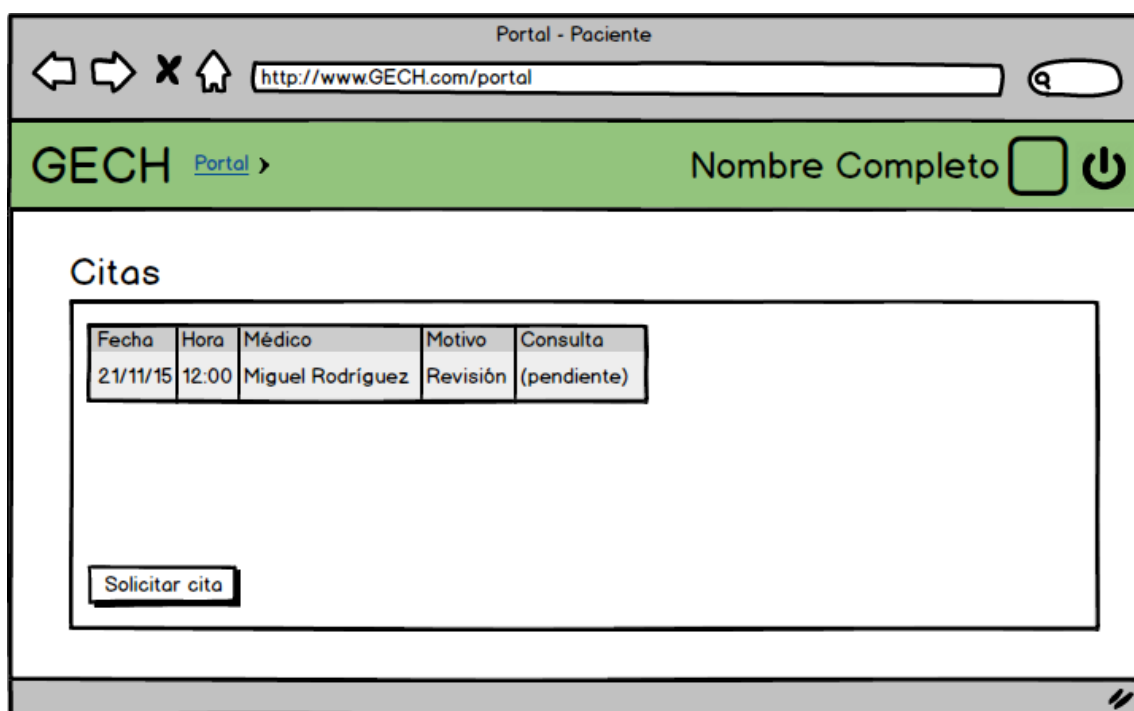 Portal - Paciente
http://www.GECH.com/portal
GECH Portal > Nombre Completo
Citas
Fecha Hora Médico Motivo Consulta
21/11/15 12:00 Miguel Rodríguez Revisión (pendiente)
Solicitar cita